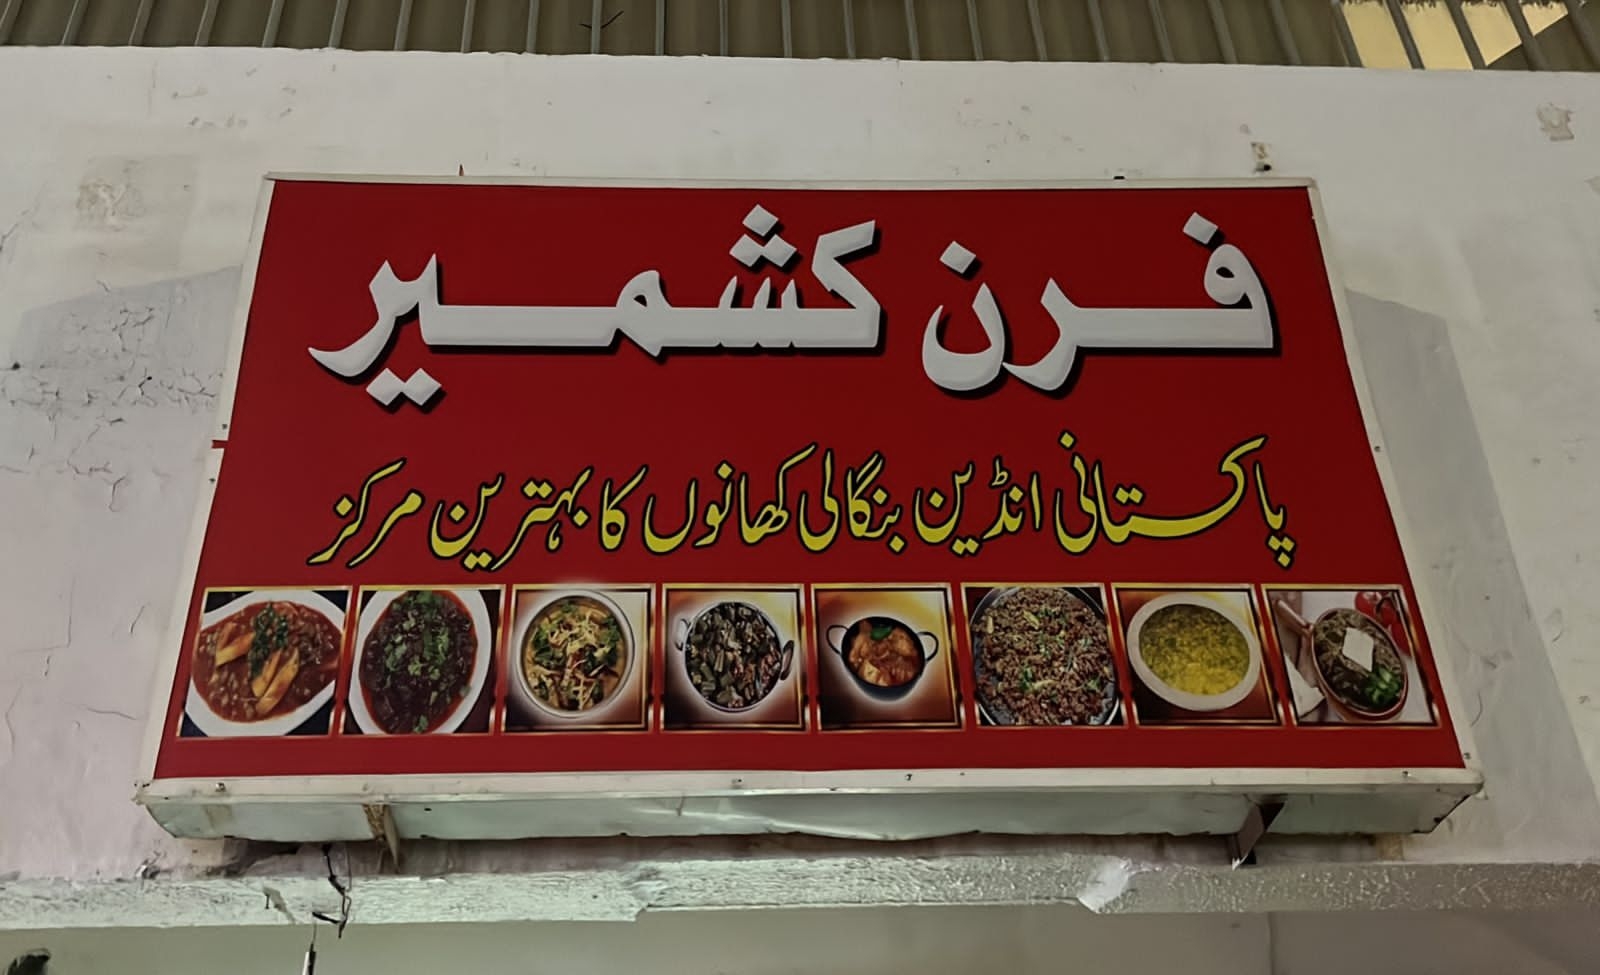 فرن کشمیر
پاکستانی انڈین بنگالی کھانوں کا بہترین مرکز